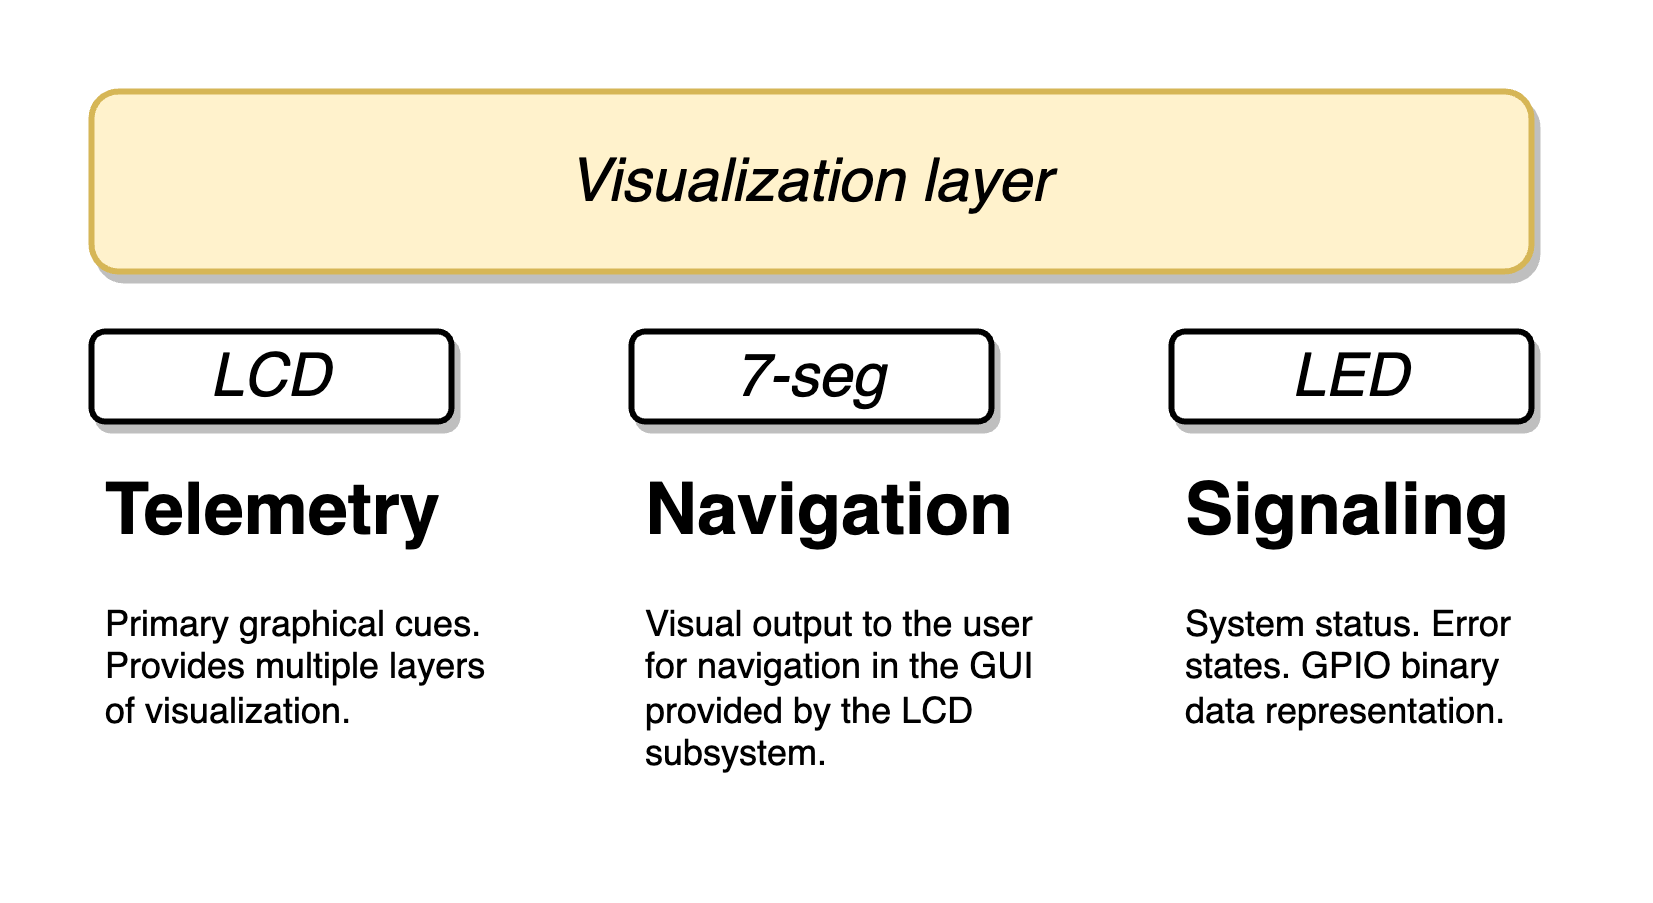 Visualization layer
LCD
7-seg
LED
Telemetry
Navigation
Signaling
Primary graphical cues.
Provides multiple layers
of visualization.
Visual output to the user
for navigation in the GUI
provided by the LCD
subsystem.
System status. Error
states. GPIO binary
data representation.